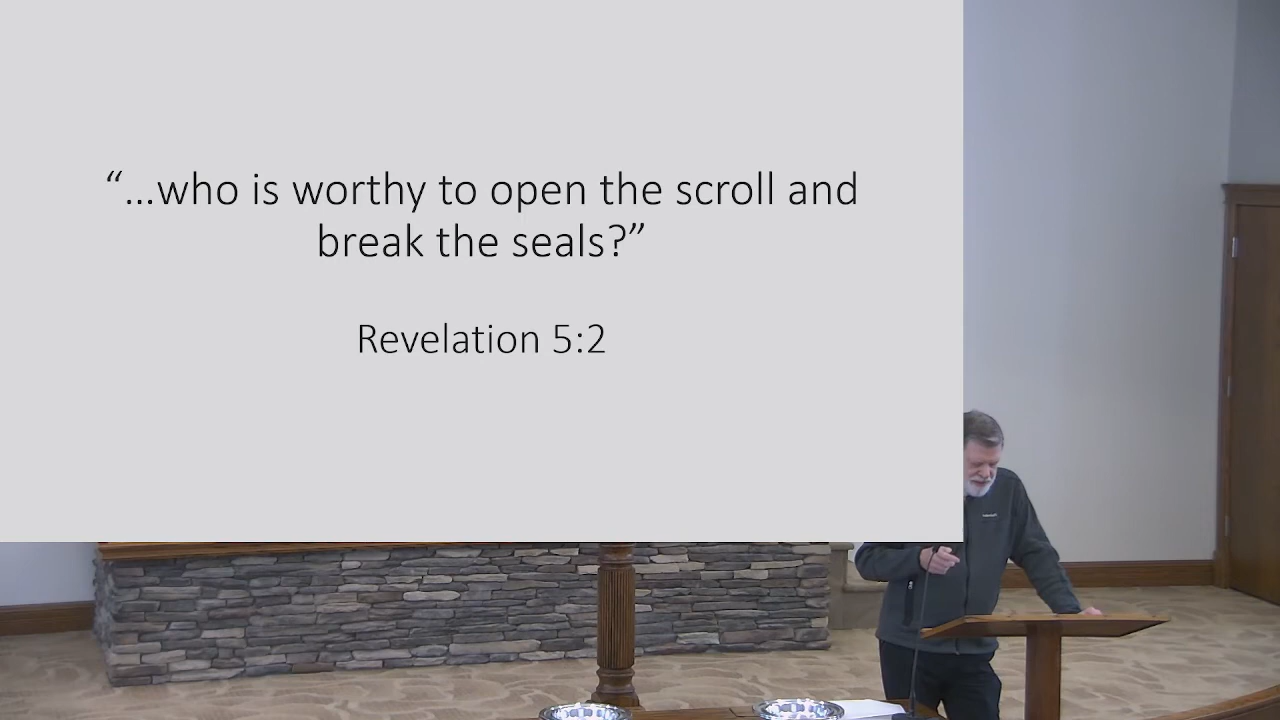 “…who is worthy to open the scroll and
break the seals?”
Revelation 5:2